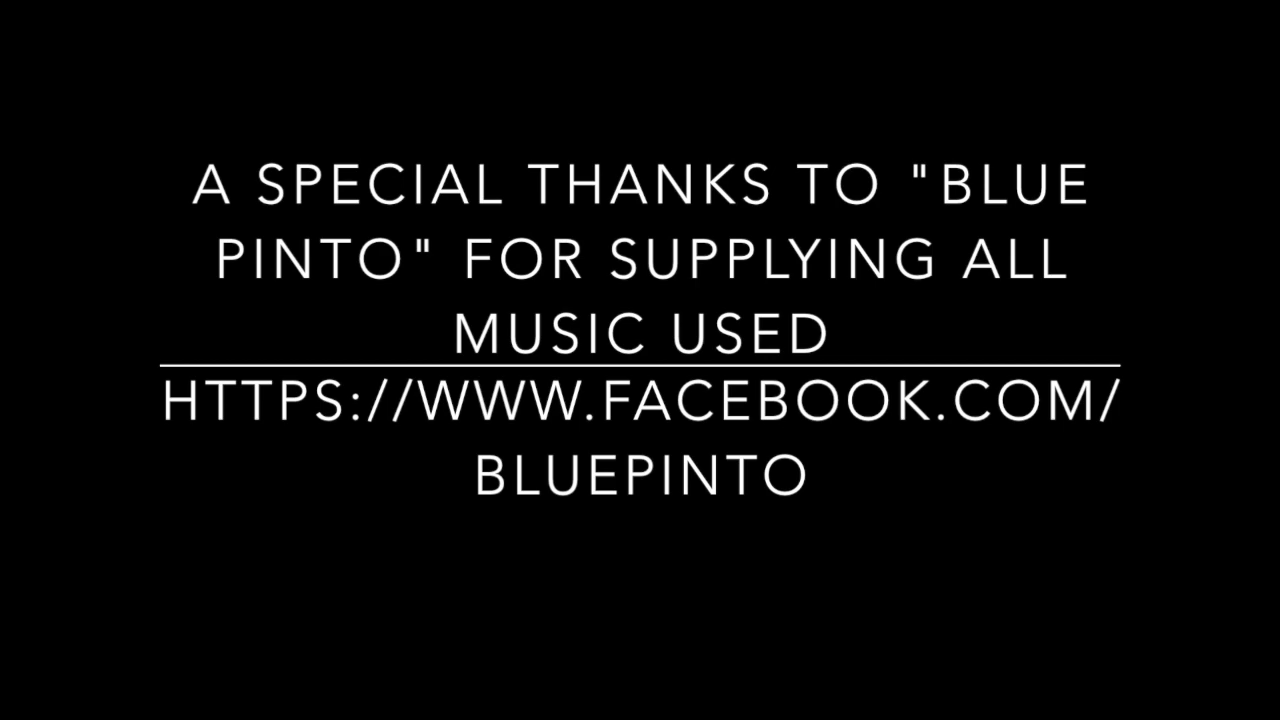 A SPECIAL THANKS TO "BLUE
PINTO" FOR SUPPLYING ALL
MUSIC USED
HTTPS://WWW.FACEBOOK.COM/
BLUEPINTO